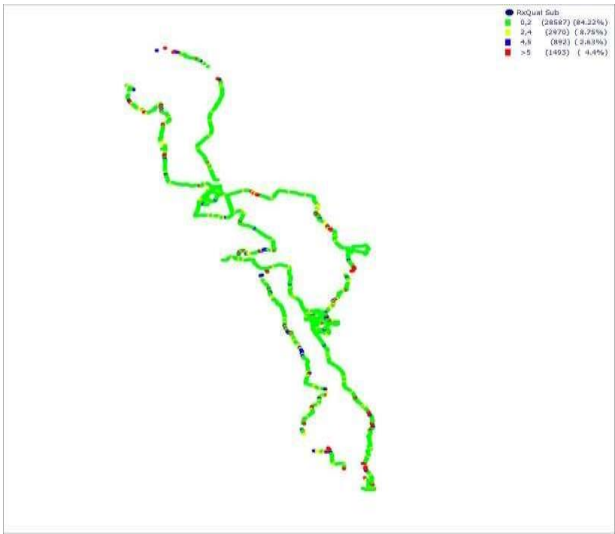 RxQual Sub
0,2 (28587) (84.22%)
2,4 (2970) ( 8.75%)
4,5 (892) ( 2.63%)
>5 (1493) ( 4.4%)